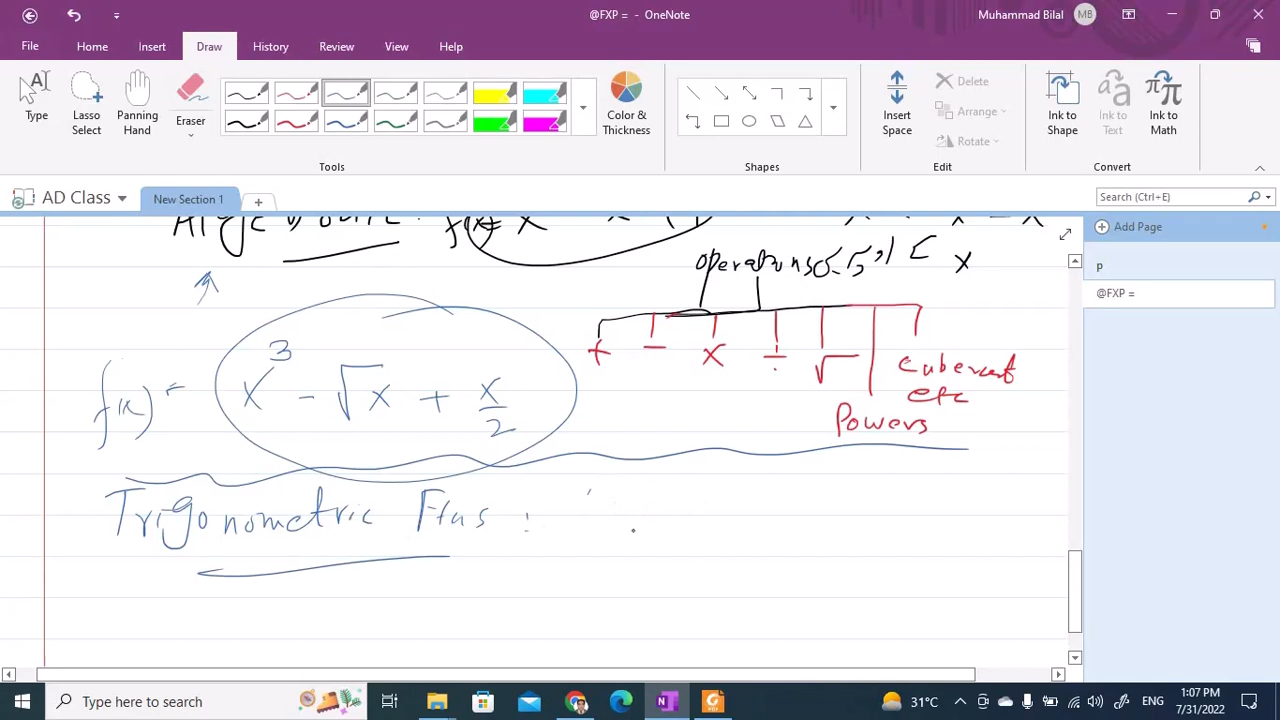 @FXP = - OneNote
Muhammad Bilal MB
File Home Insert Draw History Review View Help
Type
Lasso Select
Panning Hand
Eraser
Color & Thickness
Insert Space
Delete
Arrange
Rotate
Ink to Shape
Ink to Text
Ink to Math
Tools Shapes Edit Convert
AD Class New Section 1 +
Search (Ctrl+E)
Add Page
p
@FXP =
operations
x
+ − × ÷ √
cuberoot
etc
Powers
f(x) = x³ - √x + x/2
Trigonometric Ftns :
Type here to search
31°C
ENG
1:07 PM
7/31/2022